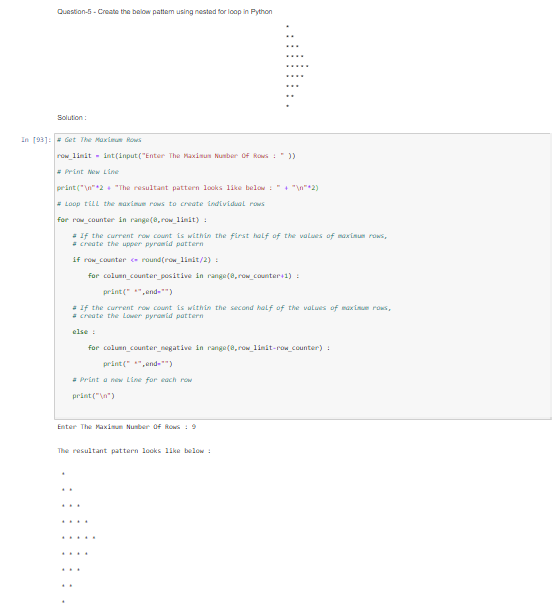 Question-5 - Create the below pattern using nested for loop in Python
*
* *
* * *
* * * *
* * * * *
* * * *
* * *
* *
*
Solution :
In [93]: # Get The Maximum Rows
row_limit = int(input("Enter The Maximum Number Of Rows : " ))
# Print New Line
print("\n"*2 + "The resultant pattern looks like below : " + "\n"*2)
# Loop till the maximum rows to create individual rows
for row_counter in range(0,row_limit) :
# If the current row count is within the first half of the values of maximum rows,
# create the upper pyramid pattern
if row_counter <= round(row_limit/2) :
for column_counter_positive in range(0,row_counter+1) :
print(" *",end="")
# If the current row count is within the second half of the values of maximum rows,
# create the lower pyramid pattern
else :
for column_counter_negative in range(0,row_limit-row_counter) :
print(" *",end="")
# Print a new line for each row
print("\n")
Enter The Maximum Number Of Rows : 9
The resultant pattern looks like below :
*
* *
* * *
* * * *
* * * * *
* * * *
* * *
* *
*